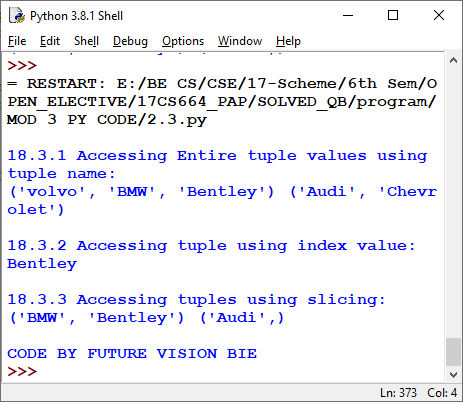 Python 3.8.1 Shell
File Edit Shell Debug Options Window Help
>>>
= RESTART: E:/BE CS/CSE/17-Scheme/6th Sem/O
PEN_ELECTIVE/17CS664_PAP/SOLVED_QB/program/
MOD 3 PY CODE/2.3.py
18.3.1 Accessing Entire tuple values using
tuple name:
('volvo', 'BMW', 'Bentley') ('Audi', 'Chevr
olet')
18.3.2 Accessing tuple using index value:
Bentley
18.3.3 Accessing tuples using slicing:
('BMW', 'Bentley') ('Audi',)
CODE BY FUTURE VISION BIE
>>>
Ln: 373 Col: 4